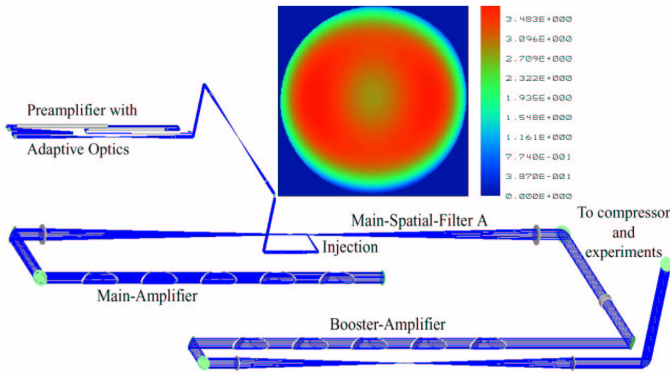 3.483E+000
3.096E+000
2.709E+000
2.322E+000
1.935E+000
1.548E+000
1.161E+000
7.740E-001
3.870E-001
0.000E+000
Preamplifier with
Adaptive Optics
Main-Spatial-Filter A
Injection
To compressor
and
experiments
Main-Amplifier
Booster-Amplifier